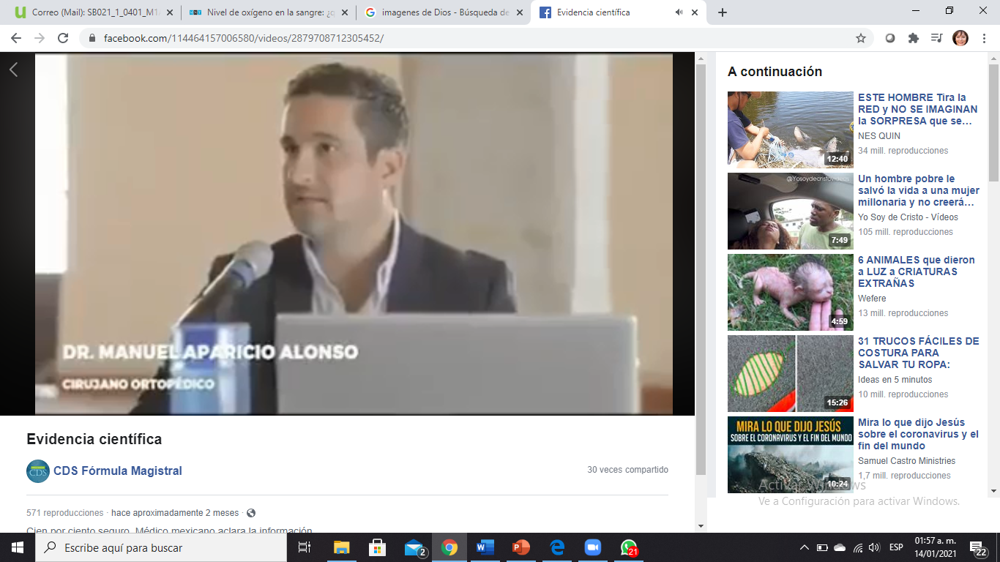 Correo (Mail): SB021_1_0401_M1
Nivel de oxígeno en la sangre: ¿q
imagenes de Dios - Búsqueda de
Evidencia científica
facebook.com/114464157006580/videos/2879708712305452/
DR. MANUEL APARICIO ALONSO
CIRUJANO ORTOPÉDICO
Evidencia científica
CDS
CDS Fórmula Magistral
30 veces compartido
571 reproducciones · hace aproximadamente 2 meses ·
Cien por ciento seguro. Médico mexicano aclara la información
A continuación
12:40
ESTE HOMBRE Tira la
RED y NO SE IMAGINAN
la SORPRESA que se...
NES QUIN
34 mill. reproducciones
@Yosoydecristovideos
7:49
Un hombre pobre le
salvó la vida a una mujer
millonaria y no creerá...
Yo Soy de Cristo - Vídeos
105 mill. reproducciones
4:59
6 ANIMALES que dieron
a LUZ a CRIATURAS
EXTRAÑAS
Wefere
13 mill. reproducciones
15:26
31 TRUCOS FÁCILES DE
COSTURA PARA
SALVAR TU ROPA:
Ideas en 5 minutos
10 mill. reproducciones
MIRA LO QUE DIJO JESÚS
SOBRE EL CORONAVIRUS Y EL FIN DEL MUNDO
10:24
Mira lo que dijo Jesús
sobre el coronavirus y el
fin del mundo
Samuel Castro Ministries
1,7 mill. reproducciones
Activar Windows
Ve a Configuración para activar Windows.
Escribe aquí para buscar
2
21
ESP
01:57 a. m.
14/01/2021
22